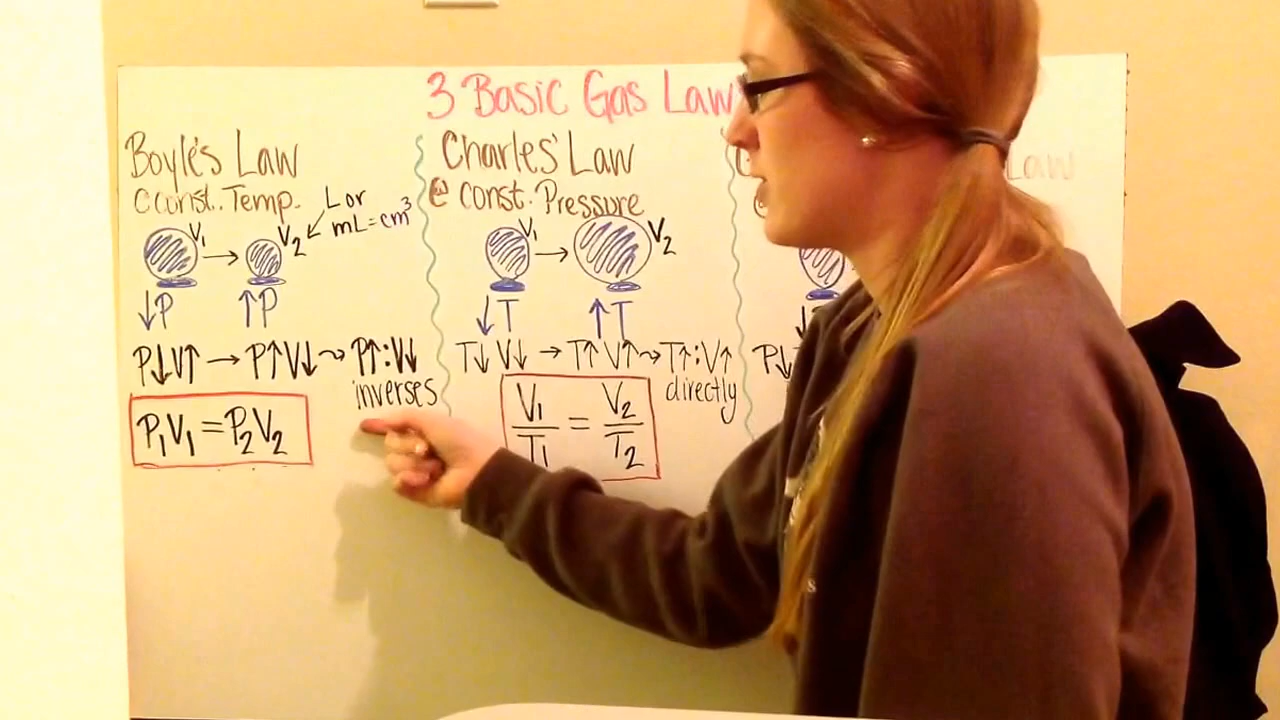 3 Basic Gas Law
Boyle's Law
@ const. Temp.
L or
mL = cm³
V₁ → V₂
↓P ↑P
P↓V↑ → P↑V↓ ⤳ P↑:V↓
inverses
P₁V₁ = P₂V₂
Charles' Law
@ const. Pressure
V₁ → V₂
↓T ↑T
T↓ V↓ → T↑ V↑ ⤳ T↑:V↑
directly
V₁/T₁ = V₂/T₂
Law
P↓